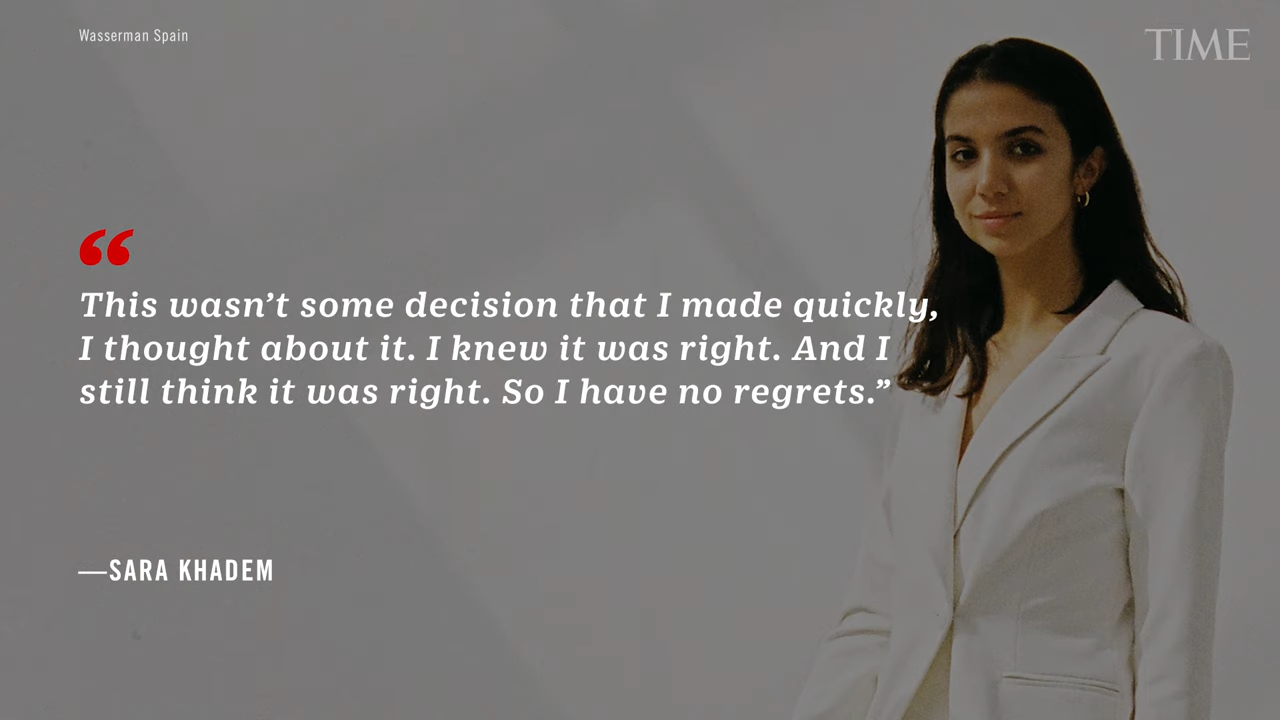 Wasserman Spain
TIME
“
This wasn’t some decision that I made quickly,
I thought about it. I knew it was right. And I
still think it was right. So I have no regrets.”
—SARA KHADEM